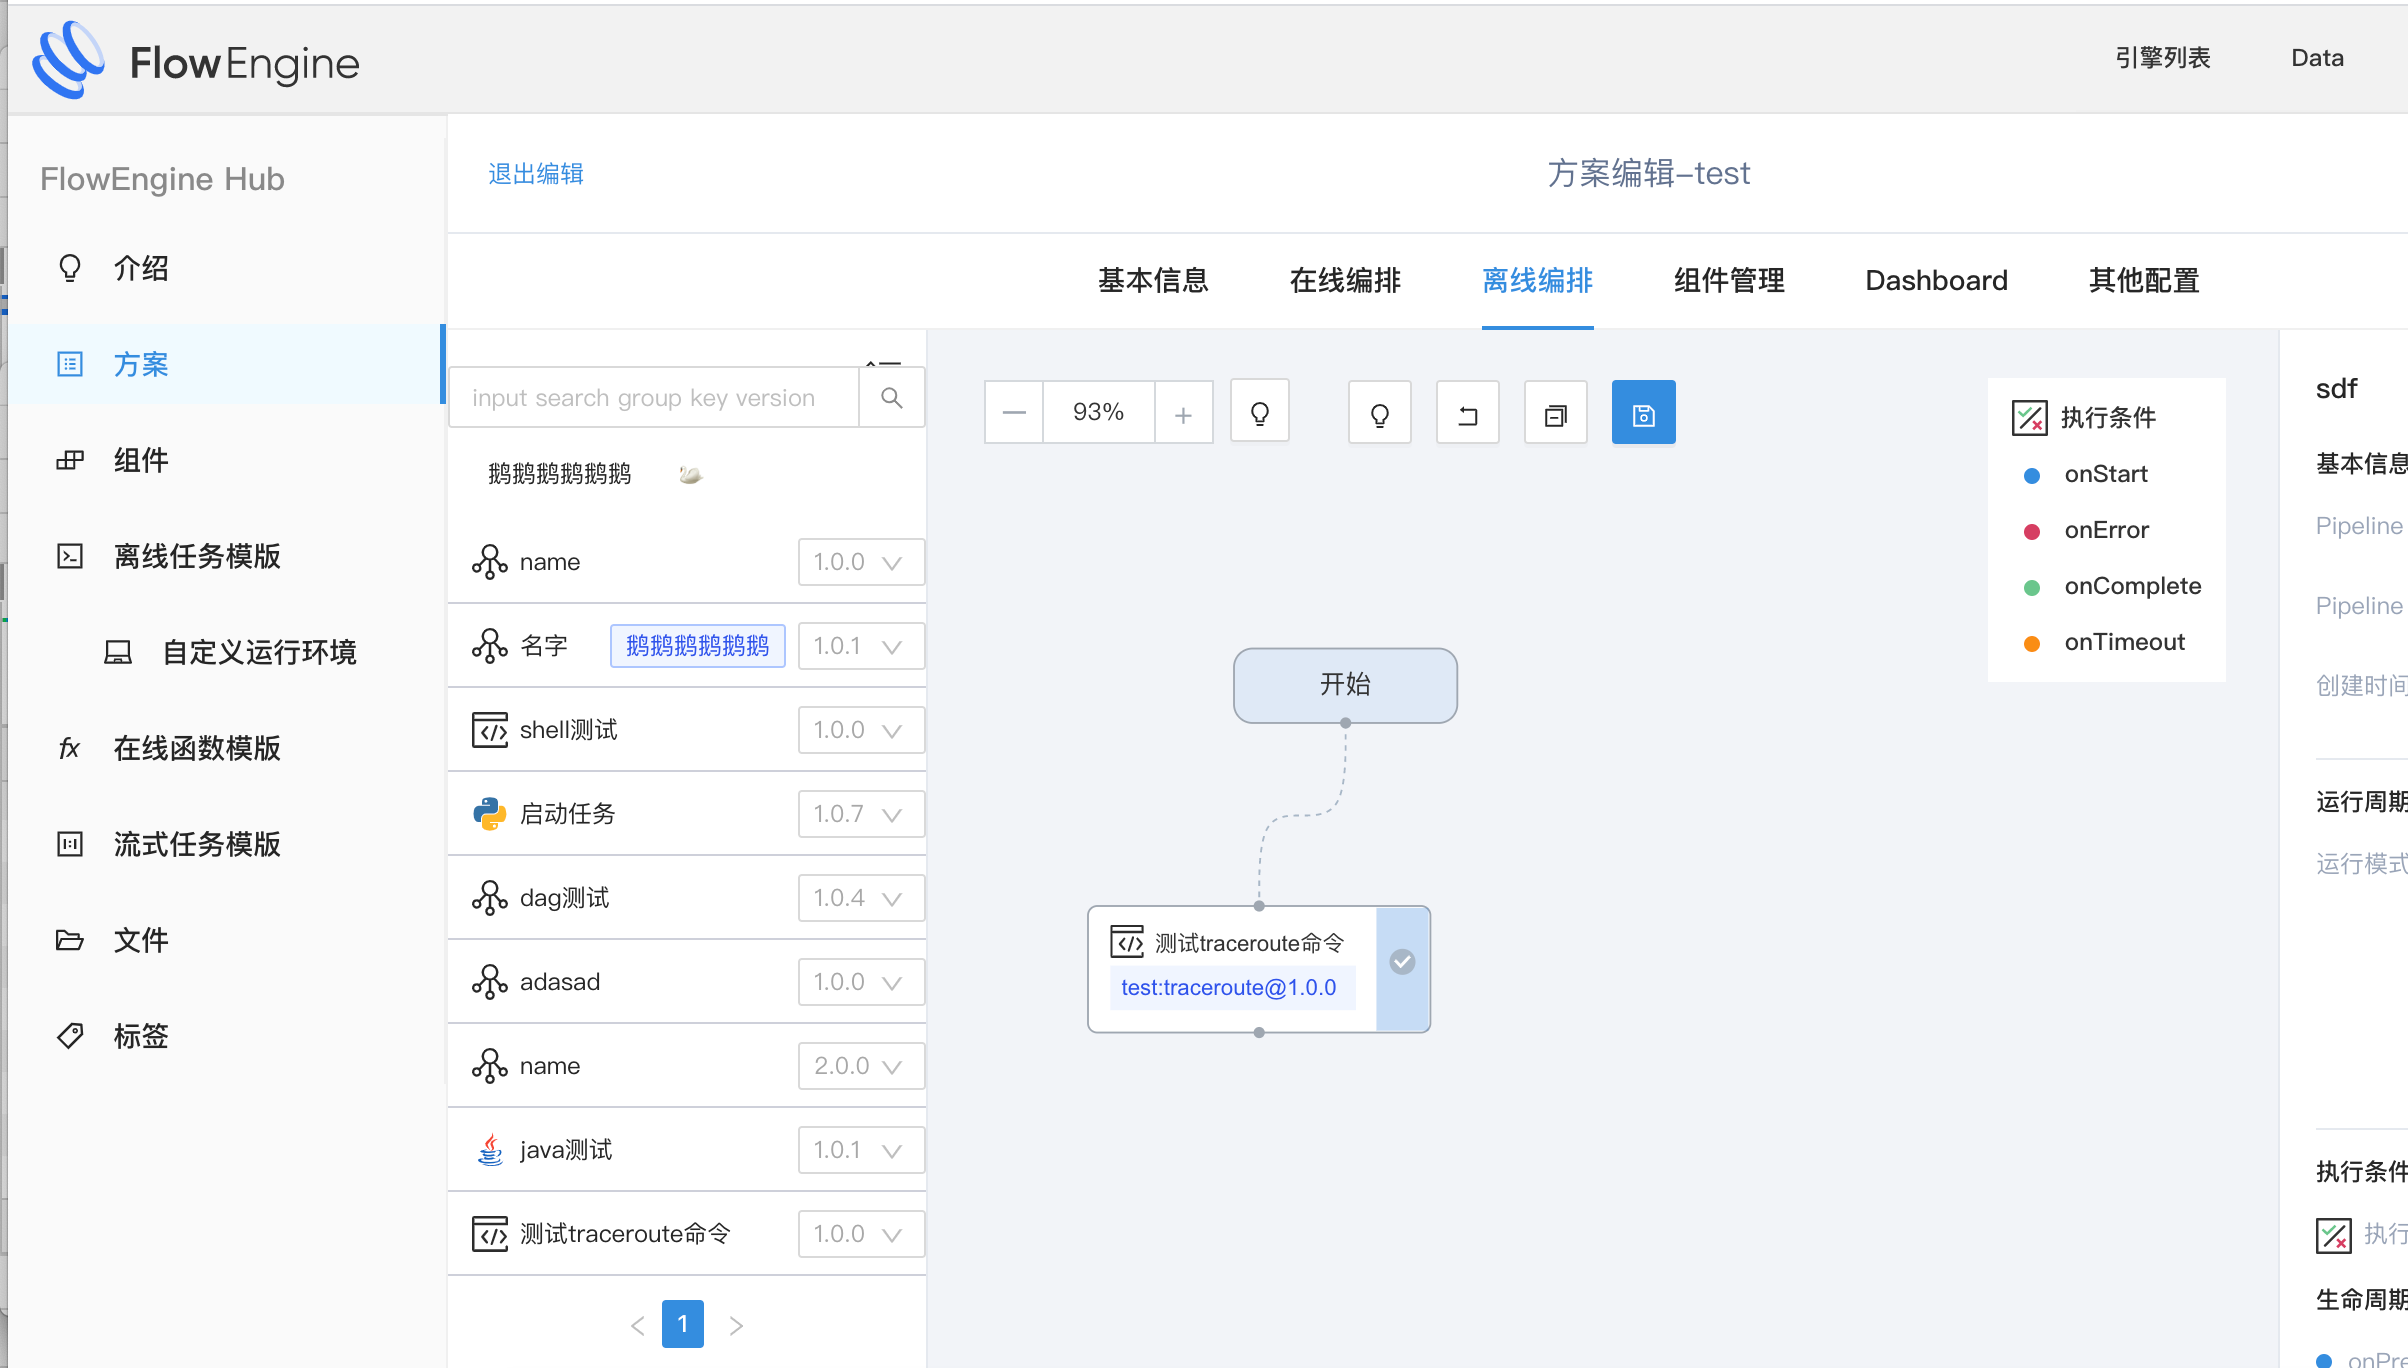 FlowEngine
引擎列表
Data
FlowEngine Hub
介绍
方案
组件
离线任务模版
自定义运行环境
fx 在线函数模版
流式任务模版
文件
标签
退出编辑
方案编辑-test
基本信息
在线编排
离线编排
组件管理
Dashboard
其他配置
input search group key version
鹅鹅鹅鹅鹅鹅
name
1.0.0
名字
鹅鹅鹅鹅鹅鹅
1.0.1
shell测试
1.0.0
启动任务
1.0.7
dag测试
1.0.4
adasad
1.0.0
name
2.0.0
java测试
1.0.1
测试traceroute命令
1.0.0
1
93%
开始
测试traceroute命令
test:traceroute@1.0.0
执行条件
onStart
onError
onComplete
onTimeout
sdf
基本信息
Pipeline
Pipeline
创建时间
运行周期
运行模式
执行条件
执行
生命周期
onPre